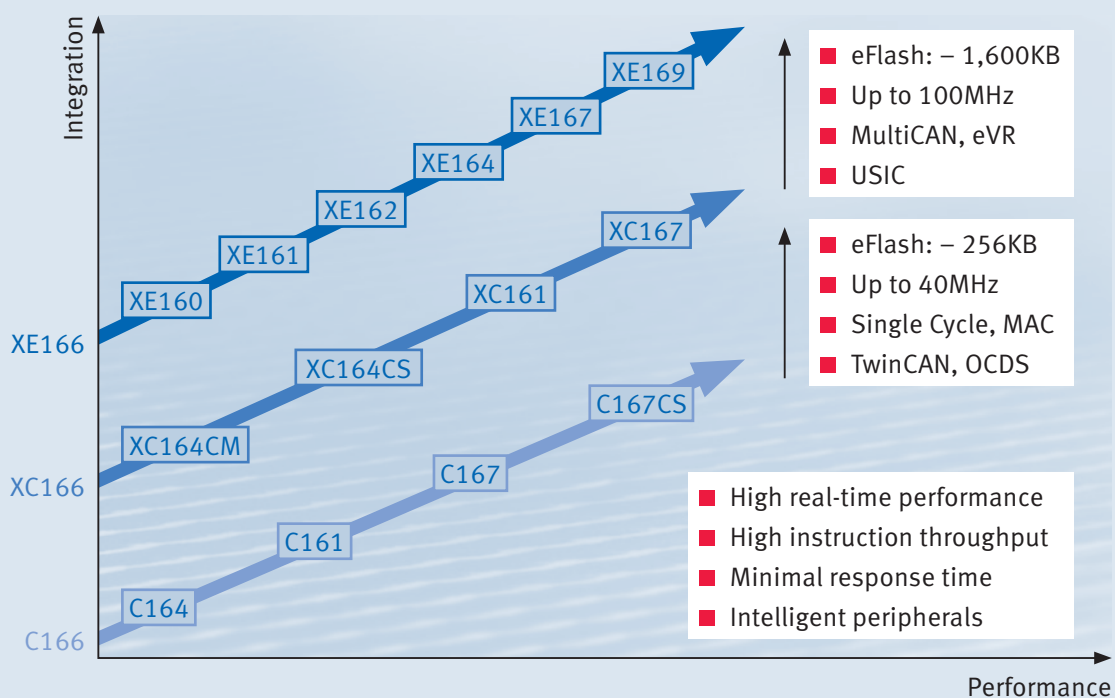 Integration
XE169
XE167
XE164
XE162
XE161
XE160
XE166
eFlash: – 1,600KB
Up to 100MHz
MultiCAN, eVR
USIC
XC167
XC161
XC164CS
XC164CM
XC166
eFlash: – 256KB
Up to 40MHz
Single Cycle, MAC
TwinCAN, OCDS
C167CS
C167
C161
C164
C166
High real-time performance
High instruction throughput
Minimal response time
Intelligent peripherals
Performance